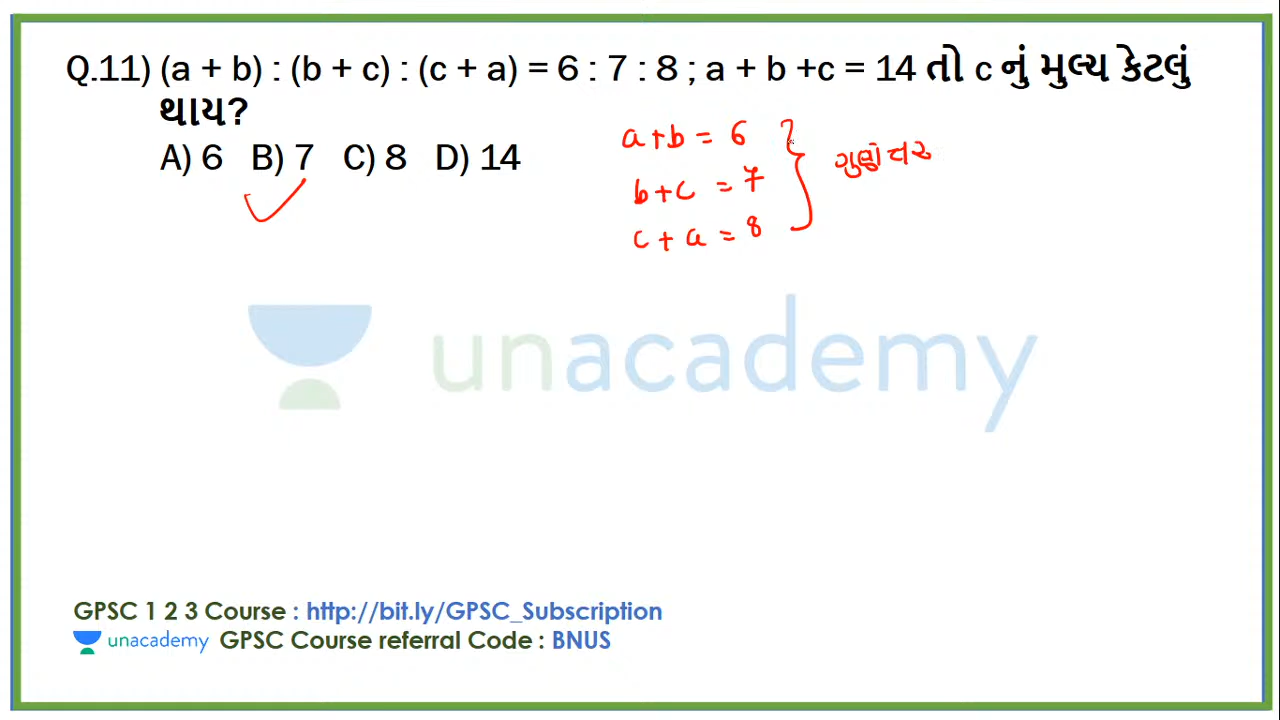 Q.11) (a + b) : (b + c) : (c + a) = 6 : 7 : 8 ; a + b +c = 14 તો c નું મુલ્ય કેટલું
થાય?
A) 6 B) 7 C) 8 D) 14
a + b = 6
b + c = 7
c + a = 8
ગુણોત્તર
unacademy
GPSC 1 2 3 Course : http://bit.ly/GPSC_Subscription
unacademy GPSC Course referral Code : BNUS